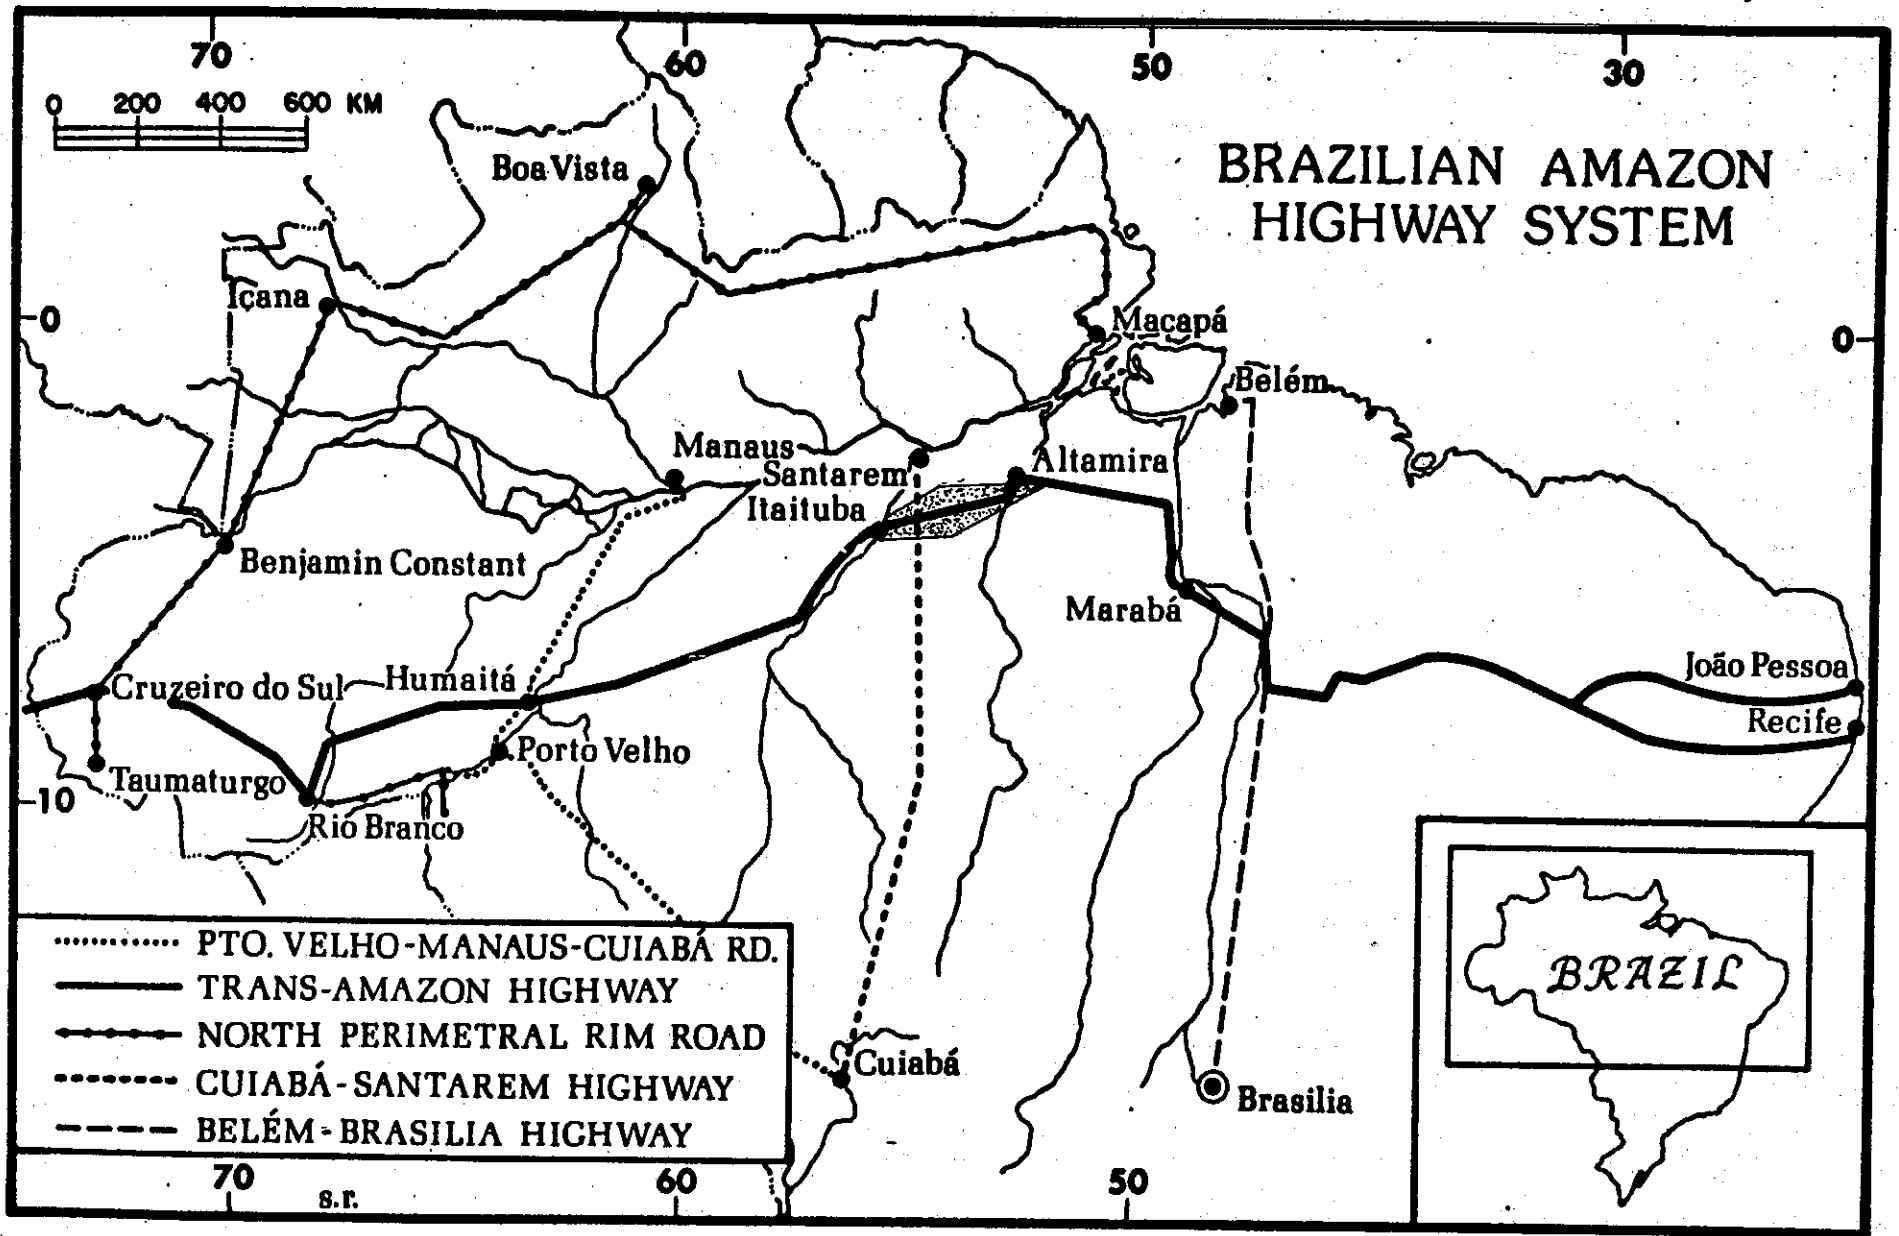 70
60
50
30
0 200 400 600 KM
BRAZILIAN AMAZON
HIGHWAY SYSTEM
Boa Vista
Içana
0
Macapá
0
Belém
Manaus
Santarem
Altamira
Itaituba
Benjamin Constant
Marabá
João Pessoa
Cruzeiro do Sul
Humaitá
Recife
Porto Velho
Taumaturgo
10
Rio Branco
PTO. VELHO-MANAUS-CUIABÁ RD.
TRANS-AMAZON HIGHWAY
NORTH PERIMETRAL RIM ROAD
CUIABÁ-SANTAREM HIGHWAY
BELÉM-BRASILIA HIGHWAY
BRAZIL
Cuiabá
Brasilia
70
60
50
s.r.